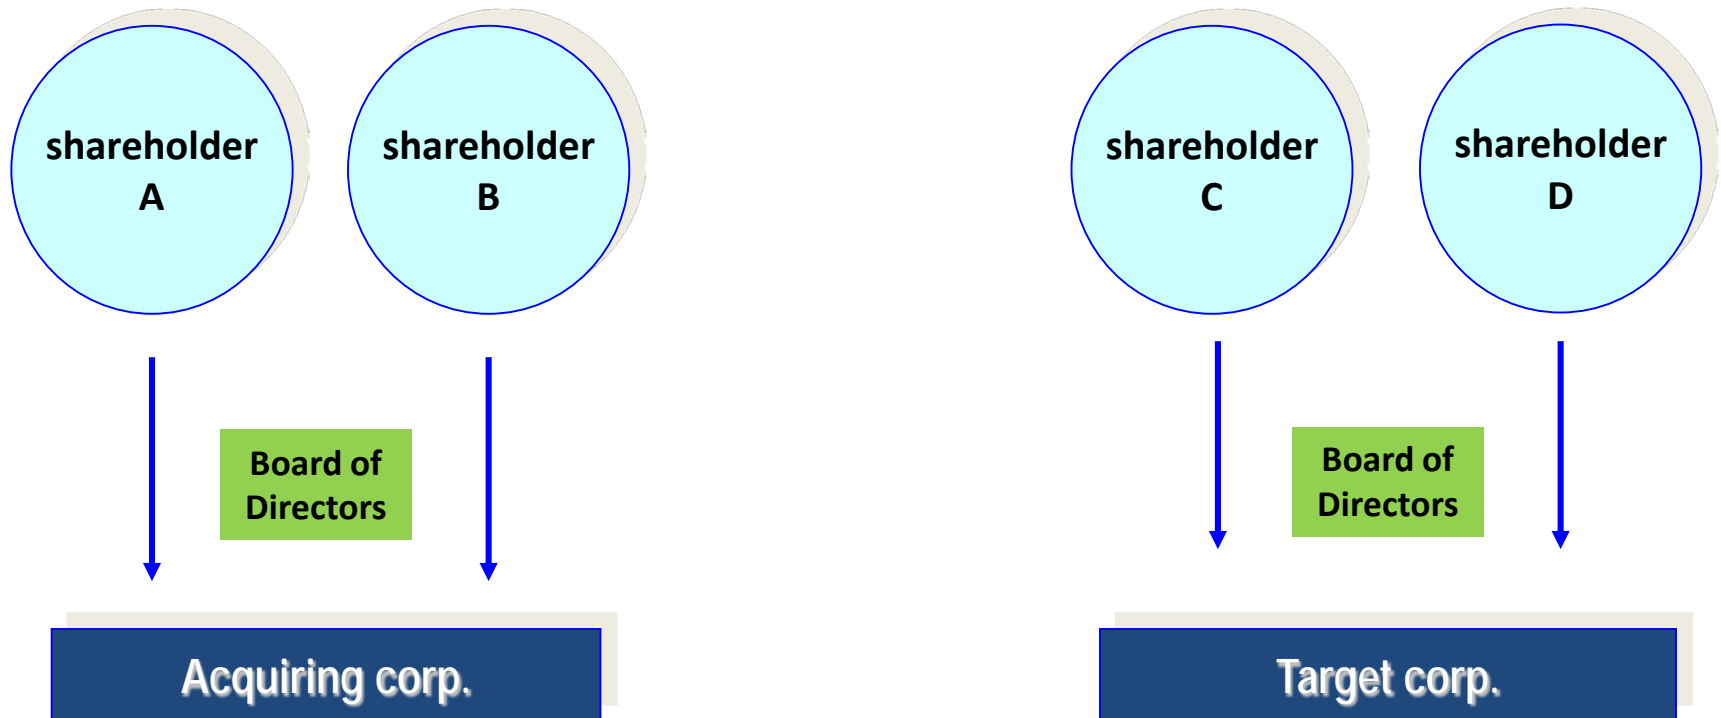 shareholder
A
shareholder
B
shareholder
C
shareholder
D
Board of
Directors
Board of
Directors
Acquiring corp.
Target corp.